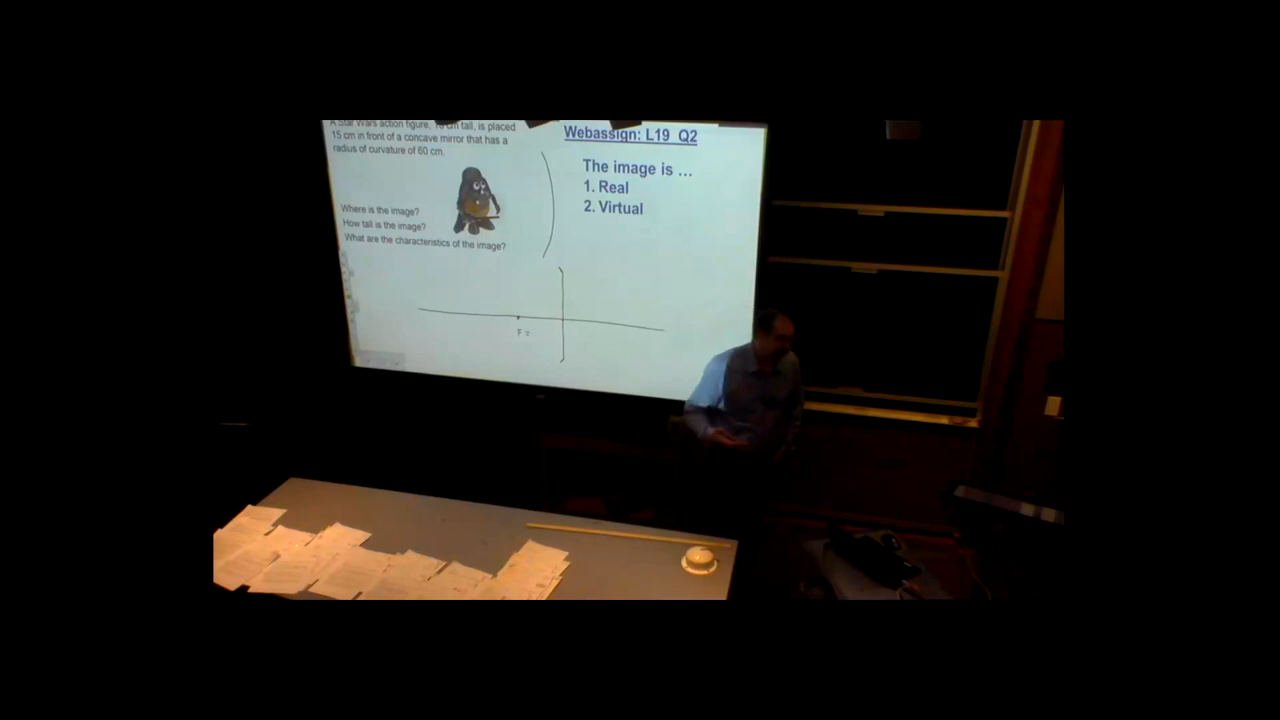 A Star Wars action figure, cm tall, is placed
15 cm in front of a concave mirror that has a
radius of curvature of 60 cm.
Where is the image?
How tall is the image?
What are the characteristics of the image?
Webassign: L19 Q2
The image is ...
1. Real
2. Virtual
F =